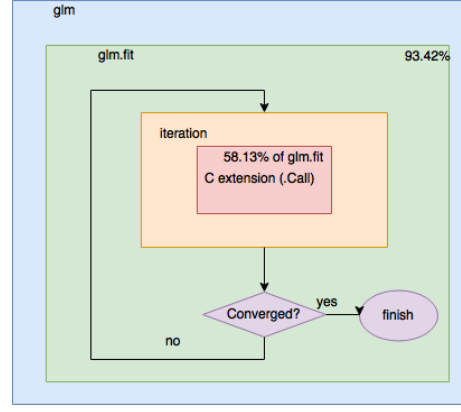 glm
glm.fit
93.42%
iteration
58.13% of glm.fit
C extension (.Call)
Converged?
yes
finish
no